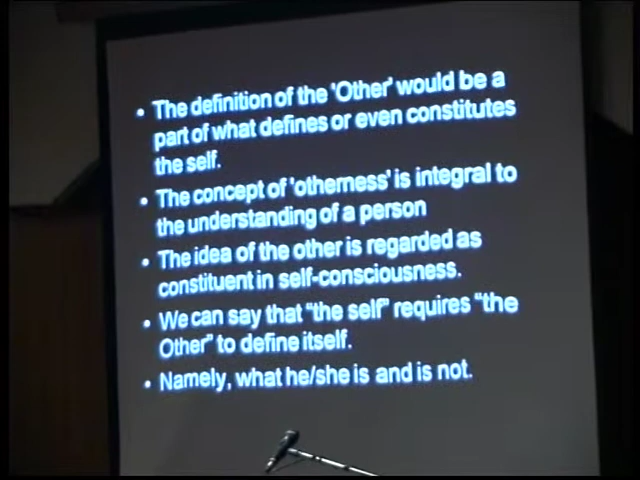 • The definition of the 'Other' would be a
part of what defines or even constitutes
the self.
• The concept of 'otherness' is integral to
the understanding of a person
• The idea of the other is regarded as
constituent in self-consciousness.
• We can say that "the self" requires "the
Other" to define itself.
• Namely, what he/she is and is not.